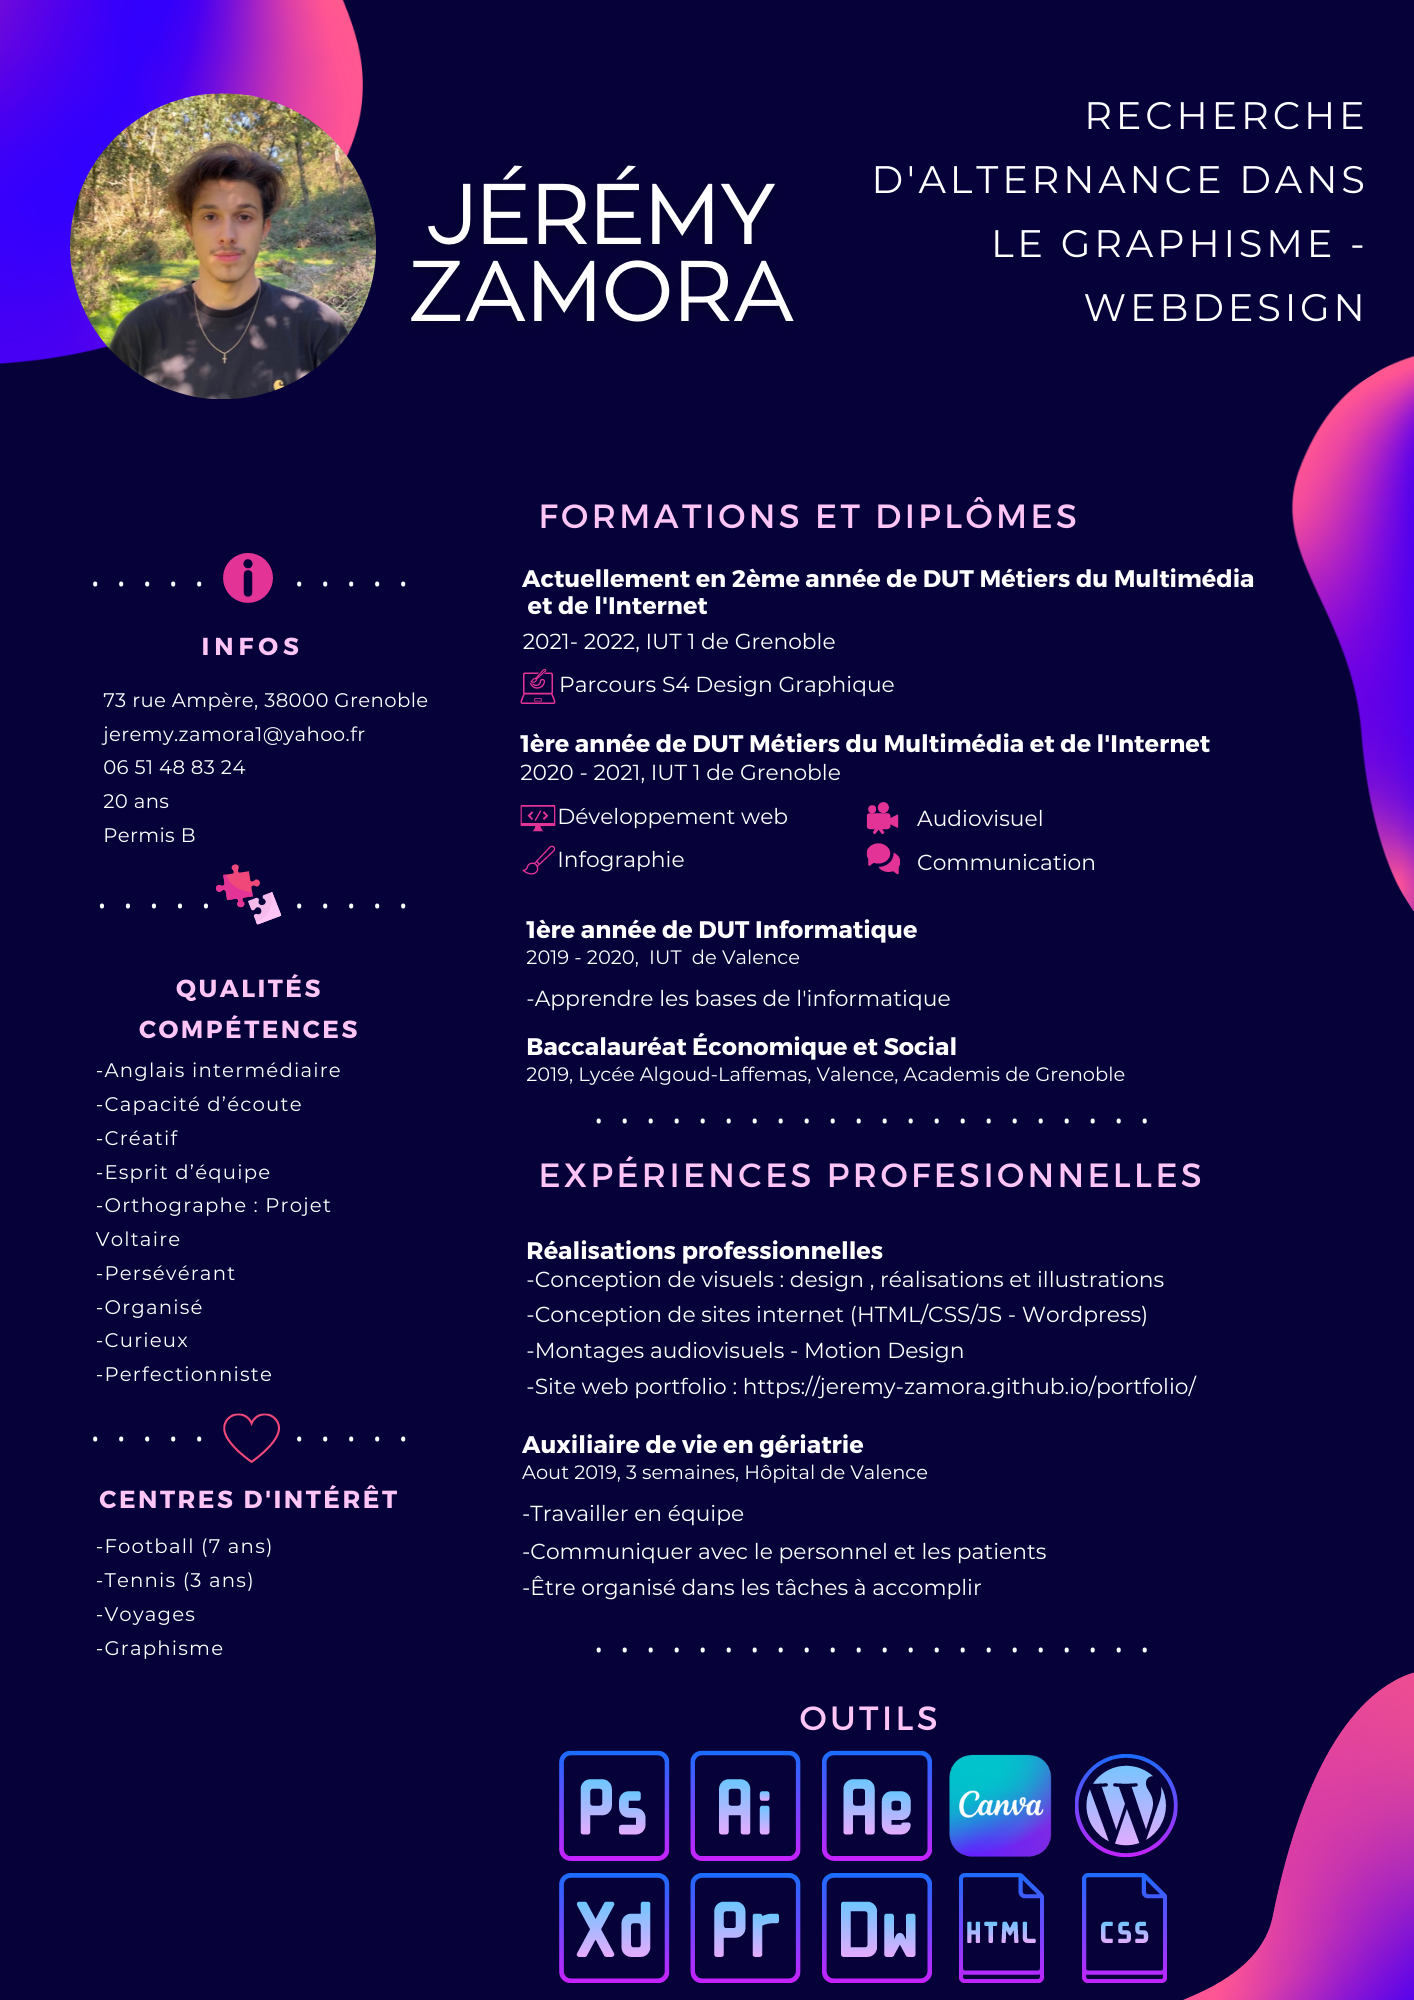 JÉRÉMY
ZAMORA
RECHERCHE
D'ALTERNANCE DANS
LE GRAPHISME -
WEBDESIGN
INFOS
73 rue Ampère, 38000 Grenoble
jeremy.zamora1@yahoo.fr
06 51 48 83 24
20 ans
Permis B
QUALITÉS
COMPÉTENCES
-Anglais intermédiaire
-Capacité d’écoute
-Créatif
-Esprit d’équipe
-Orthographe : Projet
Voltaire
-Persévérant
-Organisé
-Curieux
-Perfectionniste
CENTRES D'INTÉRÊT
-Football (7 ans)
-Tennis (3 ans)
-Voyages
-Graphisme
FORMATIONS ET DIPLÔMES
Actuellement en 2ème année de DUT Métiers du Multimédia
et de l'Internet
2021- 2022, IUT 1 de Grenoble
Parcours S4 Design Graphique
1ère année de DUT Métiers du Multimédia et de l'Internet
2020 - 2021, IUT 1 de Grenoble
Développement web
Audiovisuel
Infographie
Communication
1ère année de DUT Informatique
2019 - 2020, IUT de Valence
-Apprendre les bases de l'informatique
Baccalauréat Économique et Social
2019, Lycée Algoud-Laffemas, Valence, Academis de Grenoble
EXPÉRIENCES PROFESIONNELLES
Réalisations professionnelles
-Conception de visuels : design , réalisations et illustrations
-Conception de sites internet (HTML/CSS/JS - Wordpress)
-Montages audiovisuels - Motion Design
-Site web portfolio : https://jeremy-zamora.github.io/portfolio/
Auxiliaire de vie en gériatrie
Aout 2019, 3 semaines, Hôpital de Valence
-Travailler en équipe
-Communiquer avec le personnel et les patients
-Être organisé dans les tâches à accomplir
OUTILS
Ps Ai Ae Canva W
Xd Pr Dw HTML CSS